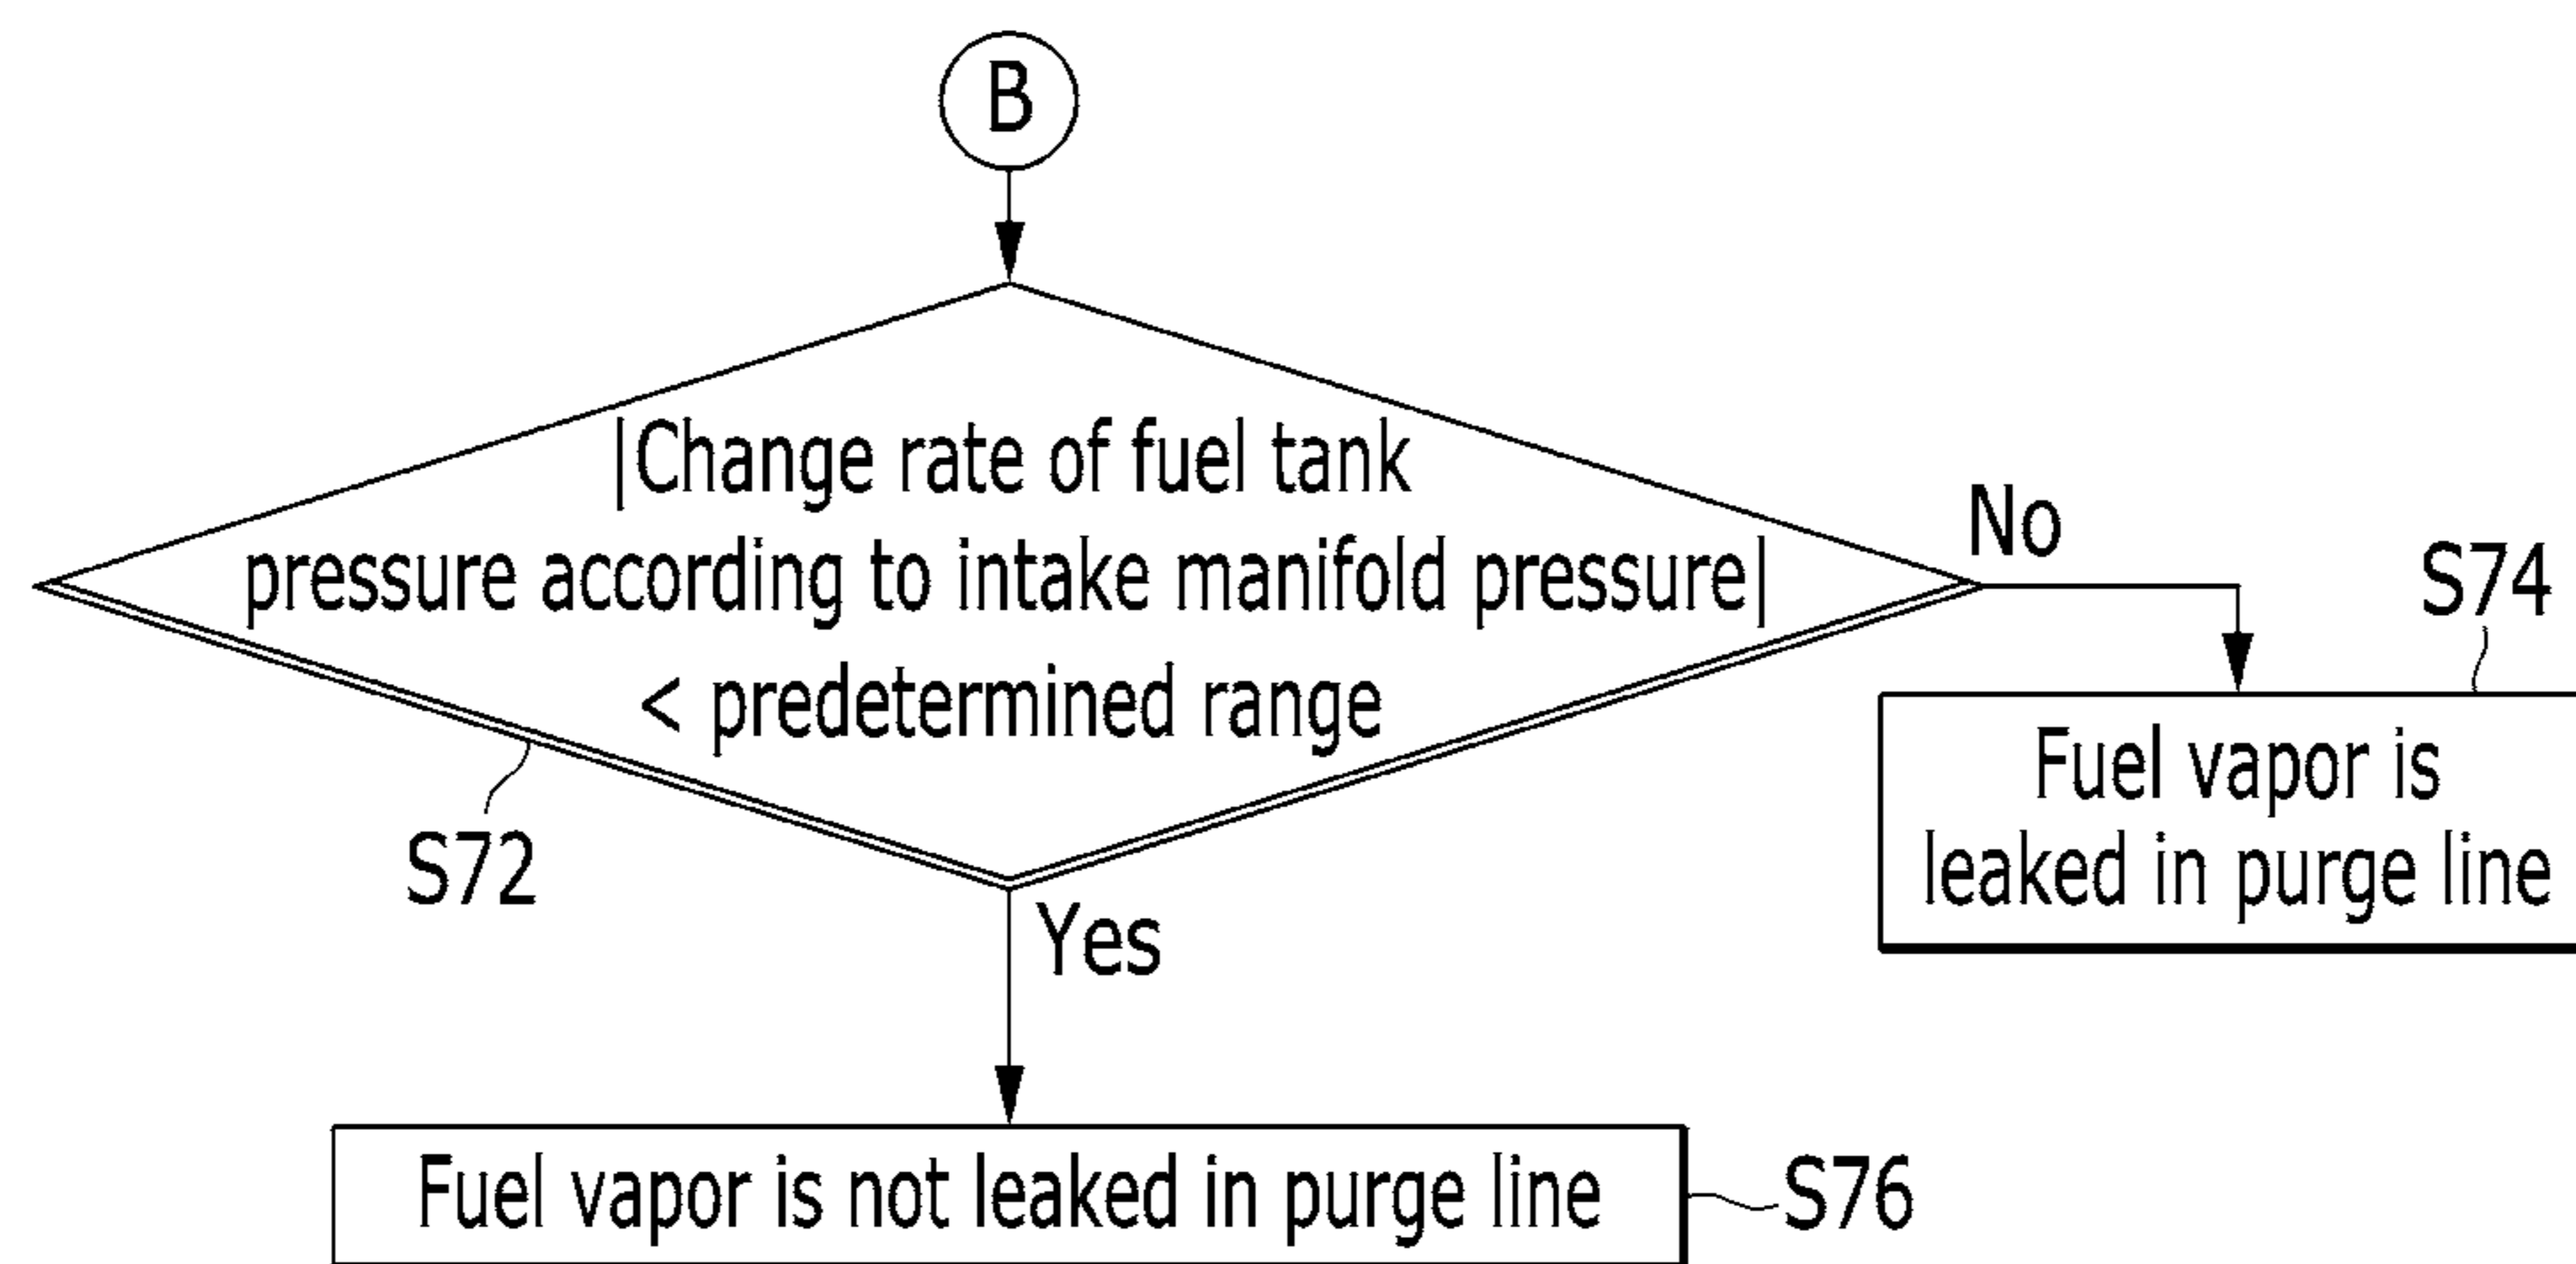 B
|Change rate of fuel tank
pressure according to intake manifold pressure|
< predetermined range
No
S74
Fuel vapor is
leaked in purge line
S72
Yes
Fuel vapor is not leaked in purge line
S76